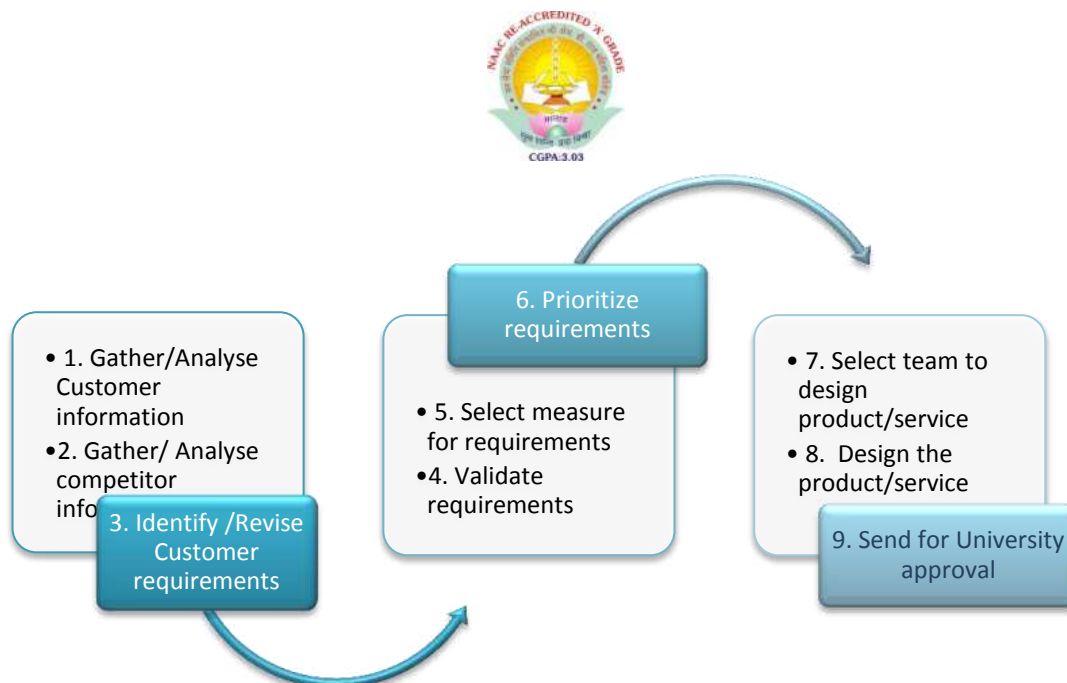 NAAC RE-ACCREDITED 'A' GRADE
CGPA:3.03
6. Prioritize
requirements
• 1. Gather/Analyse
Customer
information
•2. Gather/ Analyse
competitor
info
3. Identify /Revise
Customer
requirements
• 5. Select measure
for requirements
•4. Validate
requirements
• 7. Select team to
design
product/service
• 8.  Design the
product/service
9. Send for University
approval